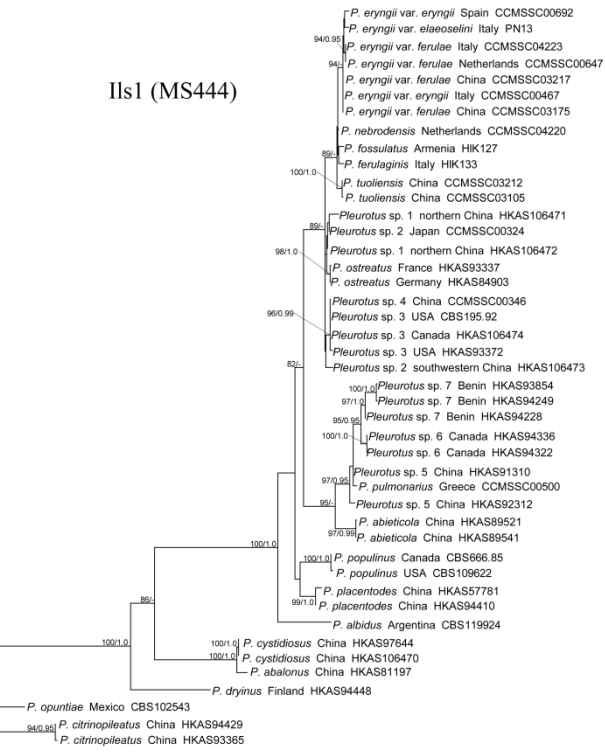 P. eryngii var. eryngii Spain CCMSSC00692
P. eryngii var. elaeoselini Italy PN13
94/0.95
P. eryngii var. ferulae Italy CCMSSC04223
94/-
P. eryngii var. ferulae Netherlands CCMSSC00647
P. eryngii var. ferulae China CCMSSC03217
Ils1 (MS444)
P. eryngii var. eryngii Italy CCMSSC00467
P. eryngii var. ferulae China CCMSSC03175
P. nebrodensis Netherlands CCMSSC04220
P. fossulatus Armenia HIK127
89/-
P. ferulaginis Italy HIK133
100/1.0
P. tuoliensis China CCMSSC03212
P. tuoliensis China CCMSSC03105
Pleurotus sp. 1 northern China HKAS106471
89/-
Pleurotus sp. 2 Japan CCMSSC00324
98/1.0
Pleurotus sp. 1 northern China HKAS106472
P. ostreatus France HKAS93337
P. ostreatus Germany HKAS84903
Pleurotus sp. 4 China CCMSSC00346
96/0.99
Pleurotus sp. 3 USA CBS195.92
Pleurotus sp. 3 Canada HKAS106474
Pleurotus sp. 3 USA HKAS93372
82/-
Pleurotus sp. 2 southwestern China HKAS106473
100/1.0
Pleurotus sp. 7 Benin HKAS93854
97/1.0
Pleurotus sp. 7 Benin HKAS94249
Pleurotus sp. 7 Benin HKAS94228
95/0.95
100/1.0
Pleurotus sp. 6 Canada HKAS94336
Pleurotus sp. 6 Canada HKAS94322
Pleurotus sp. 5 China HKAS91310
97/0.95
P. pulmonarius Greece CCMSSC00500
95/-
Pleurotus sp. 5 China HKAS92312
P. abieticola China HKAS89521
97/0.99
P. abieticola China HKAS89541
100/1.0
100/1.0
P. populinus Canada CBS666.85
P. populinus USA CBS109622
P. placentodes China HKAS57781
99/1.0
P. placentodes China HKAS94410
86/-
P. albidus Argentina CBS119924
100/1.0
100/1.0
P. cystidiosus China HKAS97644
100/1.0
P. cystidiosus China HKAS106470
P. abalonus China HKAS81197
P. dryinus Finland HKAS94448
P. opuntiae Mexico CBS102543
94/0.95
P. citrinopileatus China HKAS94429
P. citrinopileatus China HKAS93365